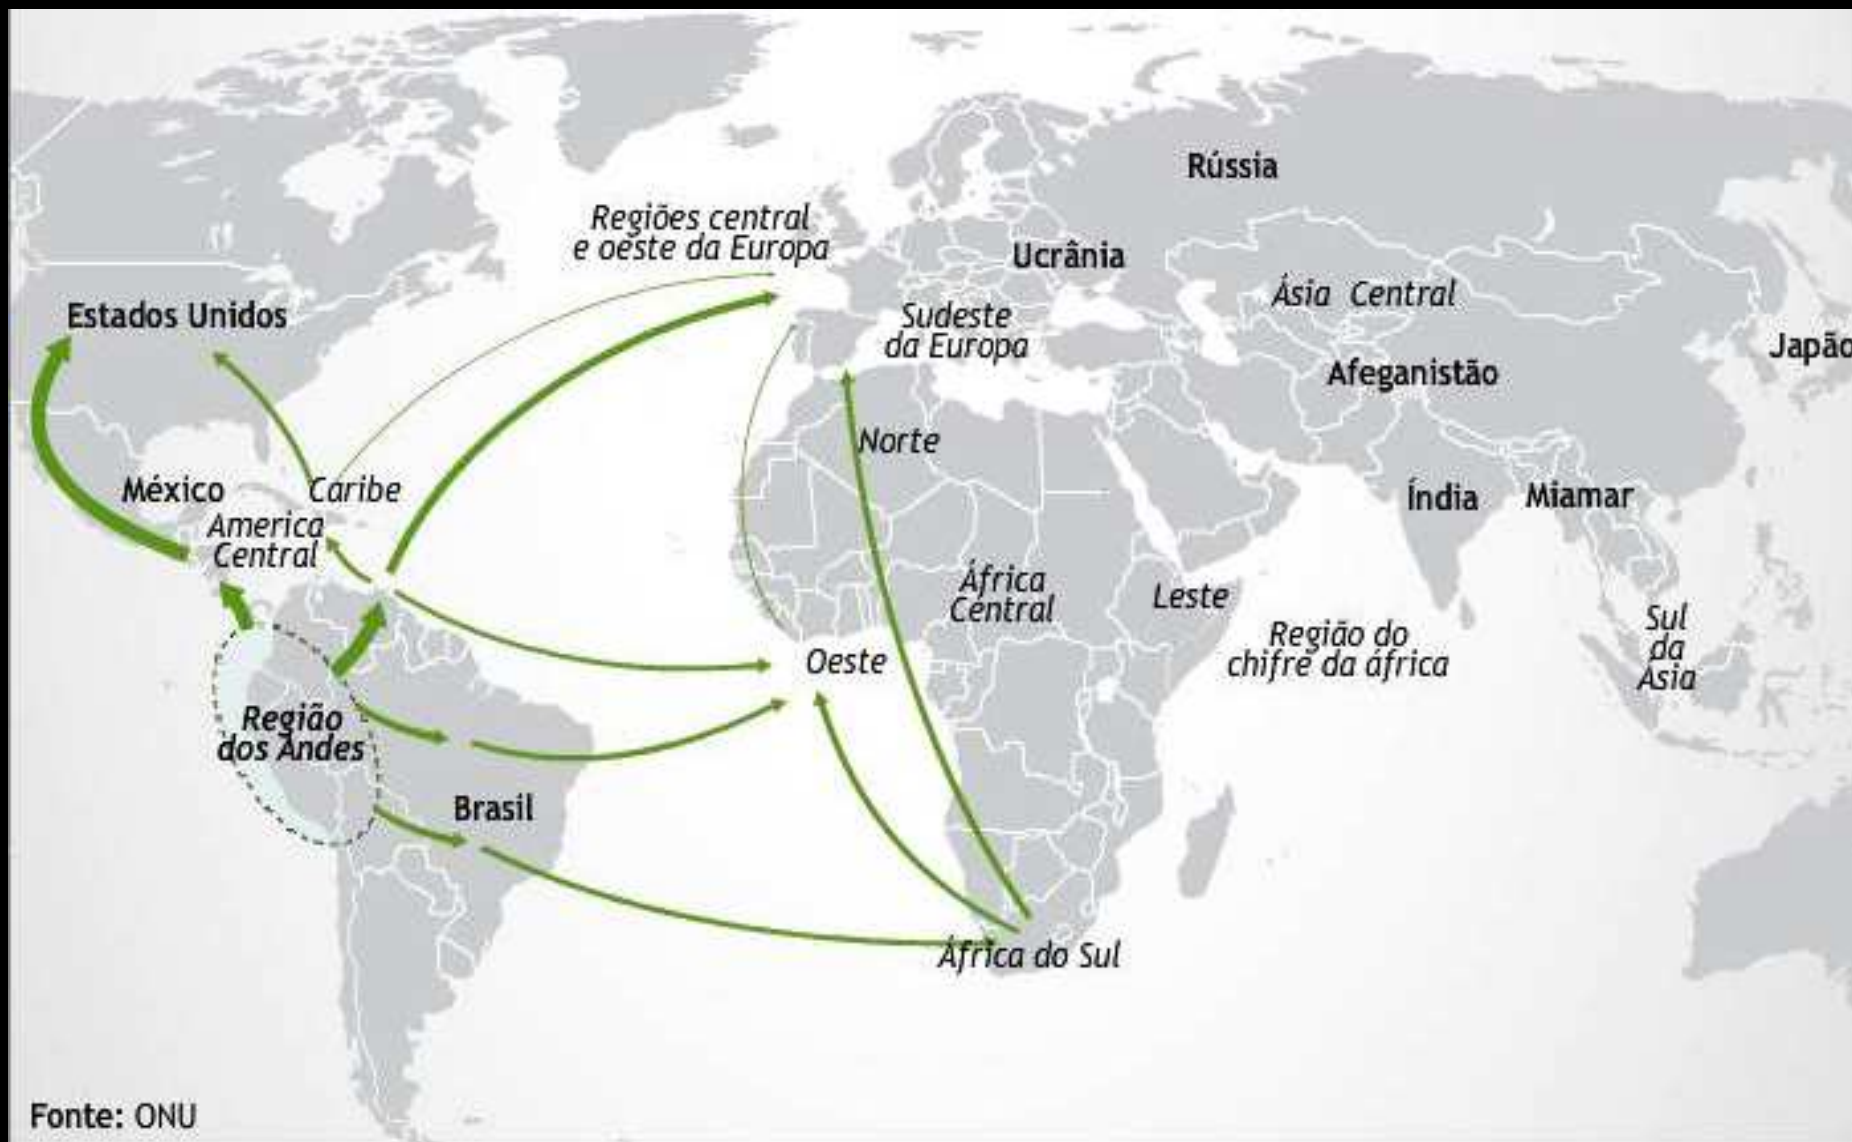 Rússia
Regiões central
e oeste da Europa
Ucrânia
Ásia Central
Estados Unidos
Sudeste
da Europa
Japão
Afeganistão
Norte
México
Caribe
Índia
Miamar
America
Central
África
Central
Leste
Região do
chifre da áfrica
Sul
da
Ásia
Oeste
Região
dos Andes
Brasil
África do Sul
Fonte: ONU